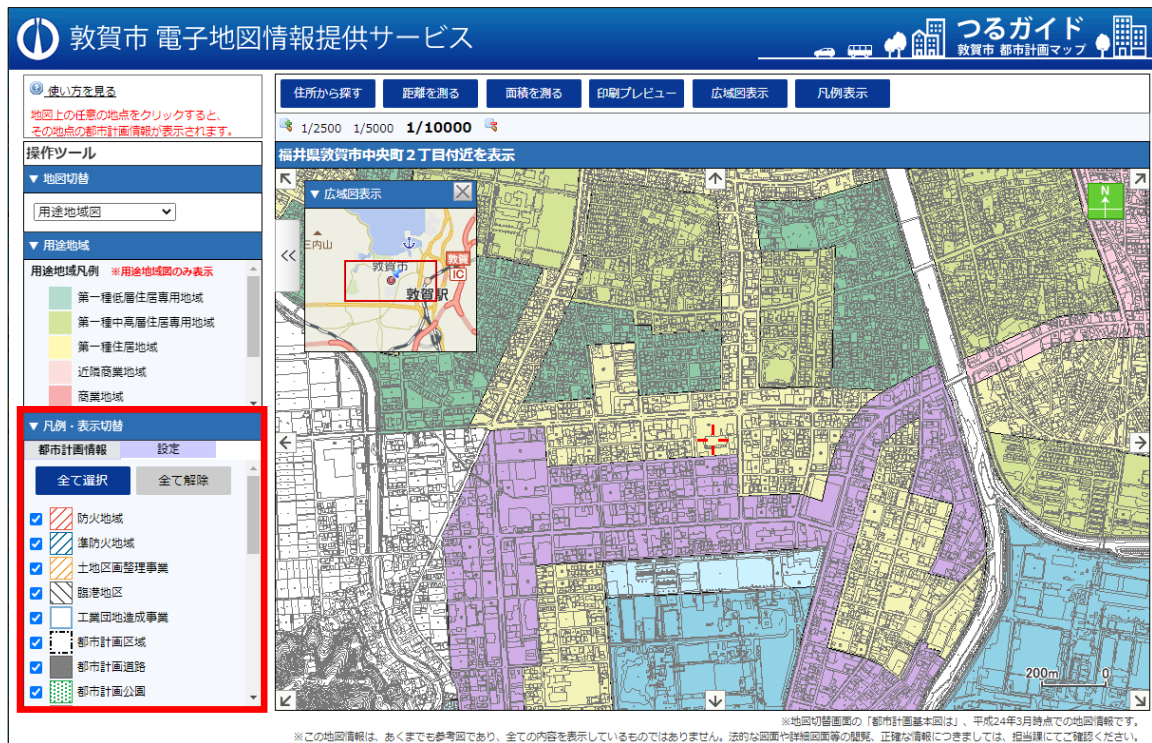 敦賀市 電子地図情報提供サービス
つるガイド
敦賀市 都市計画マップ
使い方を見る
地図上の任意の地点をクリックすると、
その地点の都市計画情報が表示されます。
操作ツール
▼ 地図切替
用途地域図
▼ 用途地域
用途地域凡例 ※用途地域図のみ表示
第一種低層住居専用地域
第一種中高層住居専用地域
第一種住居地域
近隣商業地域
商業地域
▼ 凡例・表示切替
都市計画情報 設定
全て選択 全て解除
防火地域
準防火地域
土地区画整理事業
臨港地区
工業団地造成事業
都市計画区域
都市計画道路
都市計画公園
住所から探す 距離を測る 面積を測る 印刷プレビュー 広域図表示 凡例表示
1/2500 1/5000 1/10000
福井県敦賀市中央町2丁目付近を表示
▼ 広域図表示
三内山
敦賀市
敦賀
IC
敦賀駅
N
200m 0
※地図切替画面の「都市計画基本図は」、平成24年3月時点での地図情報です。
※この地図情報は、あくまでも参考図であり、全ての内容を表示しているものではありません。法的な図面や詳細図面等の閲覧、正確な情報につきましては、担当課にてご確認ください。